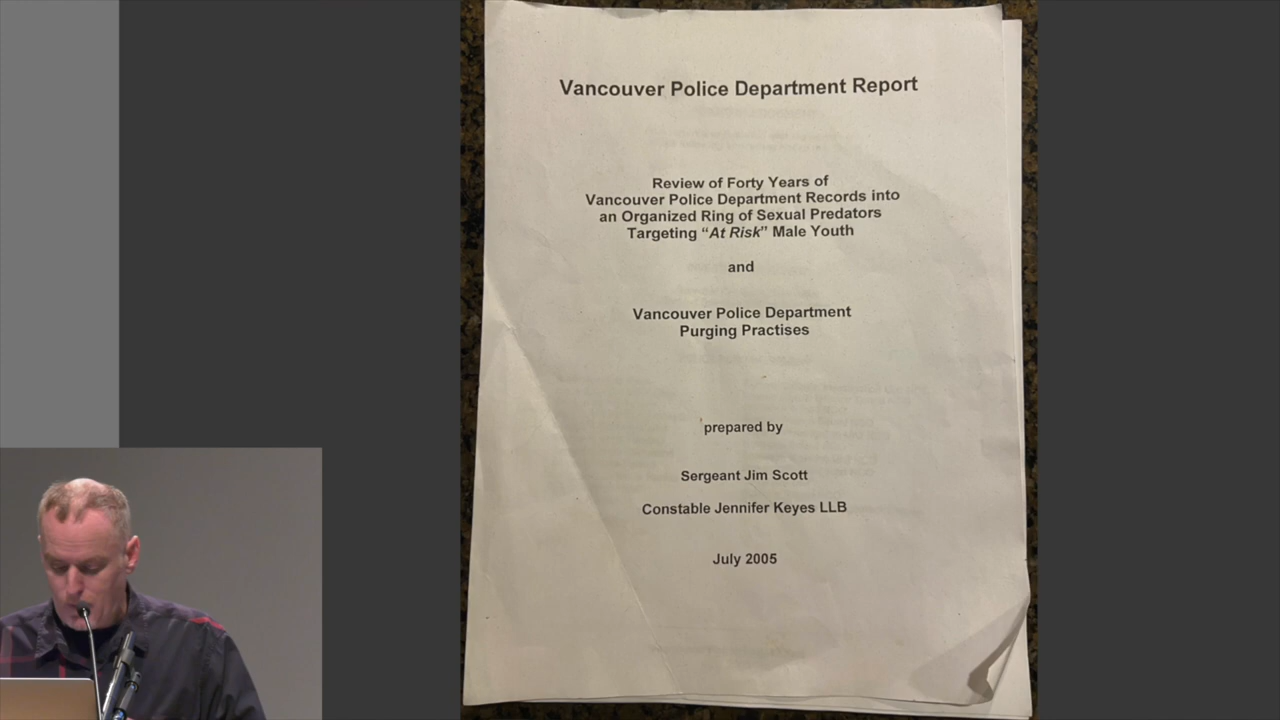 Vancouver Police Department Report
Review of Forty Years of
Vancouver Police Department Records into
an Organized Ring of Sexual Predators
Targeting “At Risk” Male Youth
and
Vancouver Police Department
Purging Practises
prepared by
Sergeant Jim Scott
Constable Jennifer Keyes LLB
July 2005